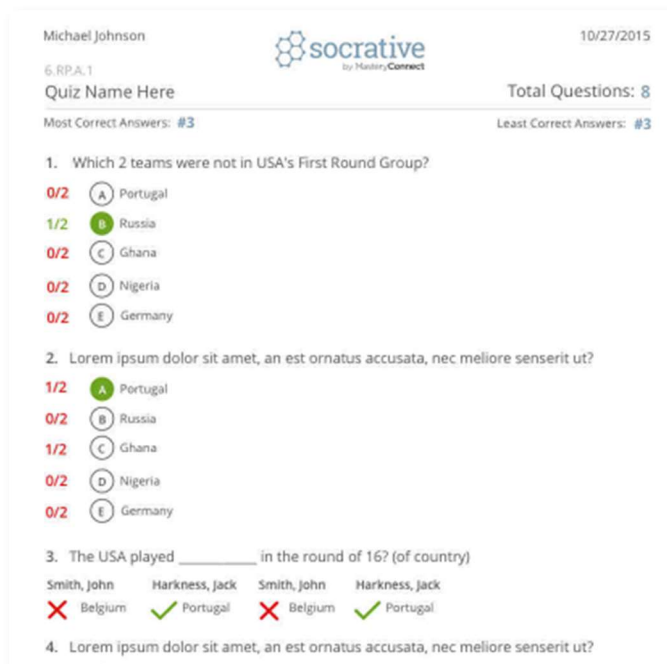 Michael Johnson
socrative
10/27/2015
by MasteryConnect
6.RP.A.1
Quiz Name Here
Total Questions: 8
Most Correct Answers: #3
Least Correct Answers: #3
1. Which 2 teams were not in USA's First Round Group?
0/2 A Portugal
1/2 B Russia
0/2 C Ghana
0/2 D Nigeria
0/2 E Germany
2. Lorem ipsum dolor sit amet, an est ornatus accusata, nec meliore senserit ut?
1/2 A Portugal
0/2 B Russia
1/2 C Ghana
0/2 D Nigeria
0/2 E Germany
3. The USA played __________ in the round of 16? (of country)
Smith, John Harkness, Jack Smith, John Harkness, Jack
Belgium Portugal Belgium Portugal
4. Lorem ipsum dolor sit amet, an est ornatus accusata, nec meliore senserit ut?